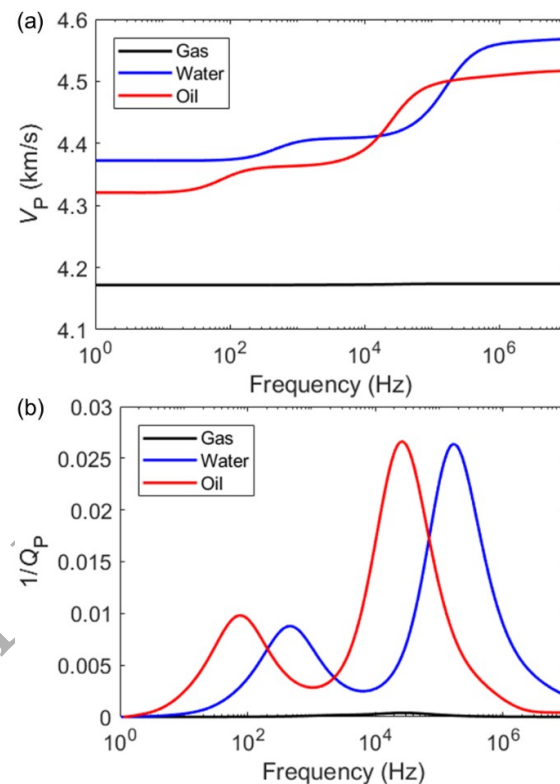 (a)
4.6
4.5
4.4
4.3
4.2
4.1
V_P (km/s)
Gas
Water
Oil
10^0
10^2
10^4
10^6
Frequency (Hz)
(b)
0.03
0.025
0.02
0.015
0.01
0.005
0
1/Q_P
Gas
Water
Oil
10^0
10^2
10^4
10^6
Frequency (Hz)